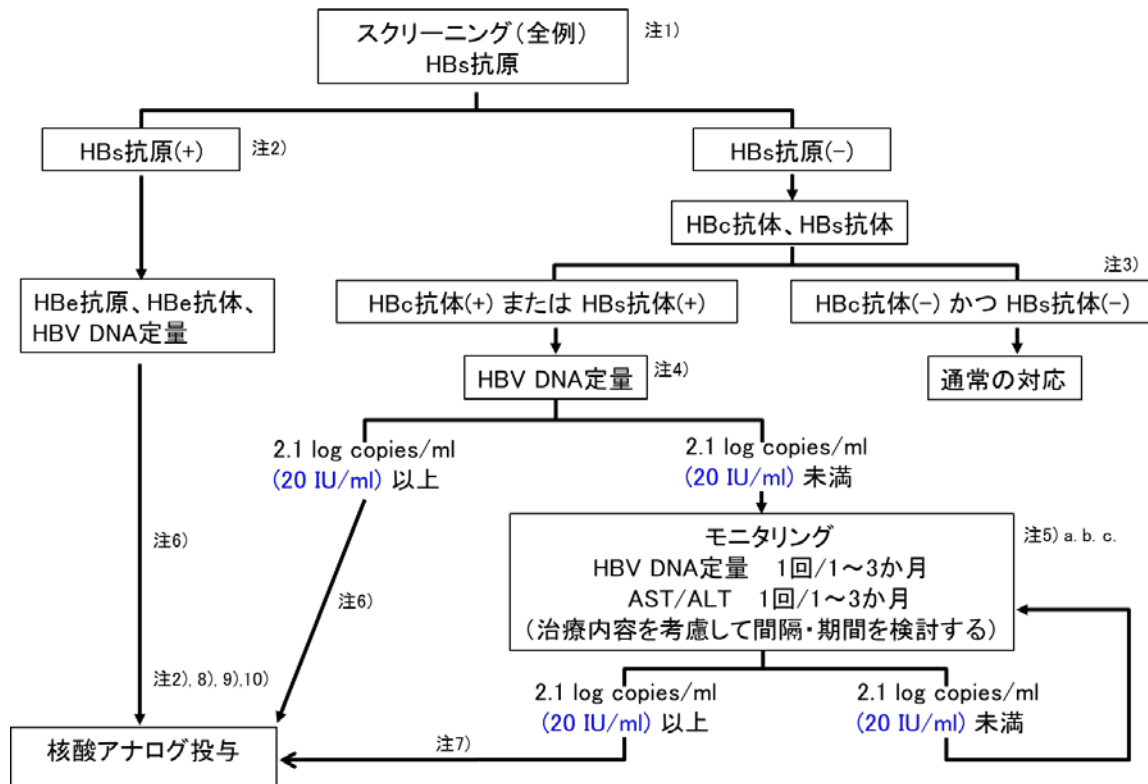 スクリーニング(全例)
HBs抗原
注1)
HBs抗原(+)
注2)
HBs抗原(-)
HBc抗体、HBs抗体
注3)
HBe抗原、HBe抗体、
HBV DNA定量
HBc抗体(+) または HBs抗体(+)
HBc抗体(-) かつ HBs抗体(-)
HBV DNA定量
注4)
通常の対応
2.1 log copies/ml
(20 IU/ml) 以上
2.1 log copies/ml
(20 IU/ml) 未満
注6)
注6)
モニタリング
HBV DNA定量 1回/1~3か月
AST/ALT 1回/1~3か月
(治療内容を考慮して間隔・期間を検討する)
注5) a. b. c.
注2), 8), 9),10)
2.1 log copies/ml
(20 IU/ml) 以上
2.1 log copies/ml
(20 IU/ml) 未満
核酸アナログ投与
注7)